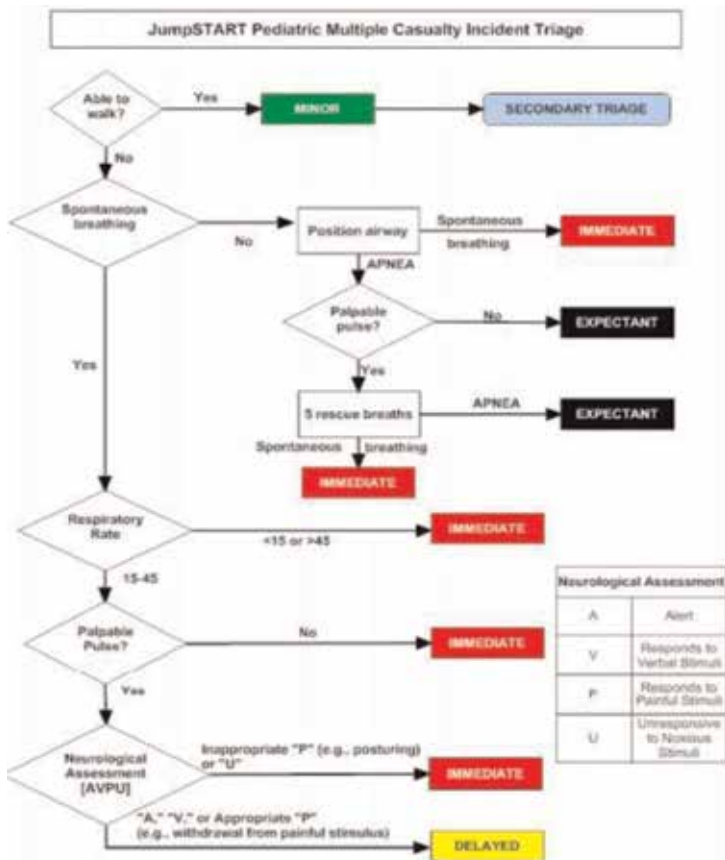 JumpSTART Pediatric Multiple Casualty Incident Triage
Able to
walk?
Yes
MINOR
SECONDARY TRIAGE
No
Spontaneous
breathing
No
Position airway
Spontaneous
breathing
IMMEDIATE
APNEA
Palpable
pulse?
No
EXPECTANT
Yes
Yes
5 rescue breaths
APNEA
EXPECTANT
Spontaneous breathing
IMMEDIATE
Respiratory
Rate
<15 or >45
IMMEDIATE
15-45
Palpable
Pulse?
No
IMMEDIATE
Yes
Neurological
Assessment
[AVPU]
Inappropriate "P" (e.g., posturing)
or "U"
IMMEDIATE
"A," "V," or Appropriate "P"
(e.g., withdrawal from painful stimulus)
DELAYED
Neurological Assessment
A Alert
V Responds to
Verbal Stimuli
P Responds to
Painful Stimuli
U Unresponsive
to Noxious
Stimuli